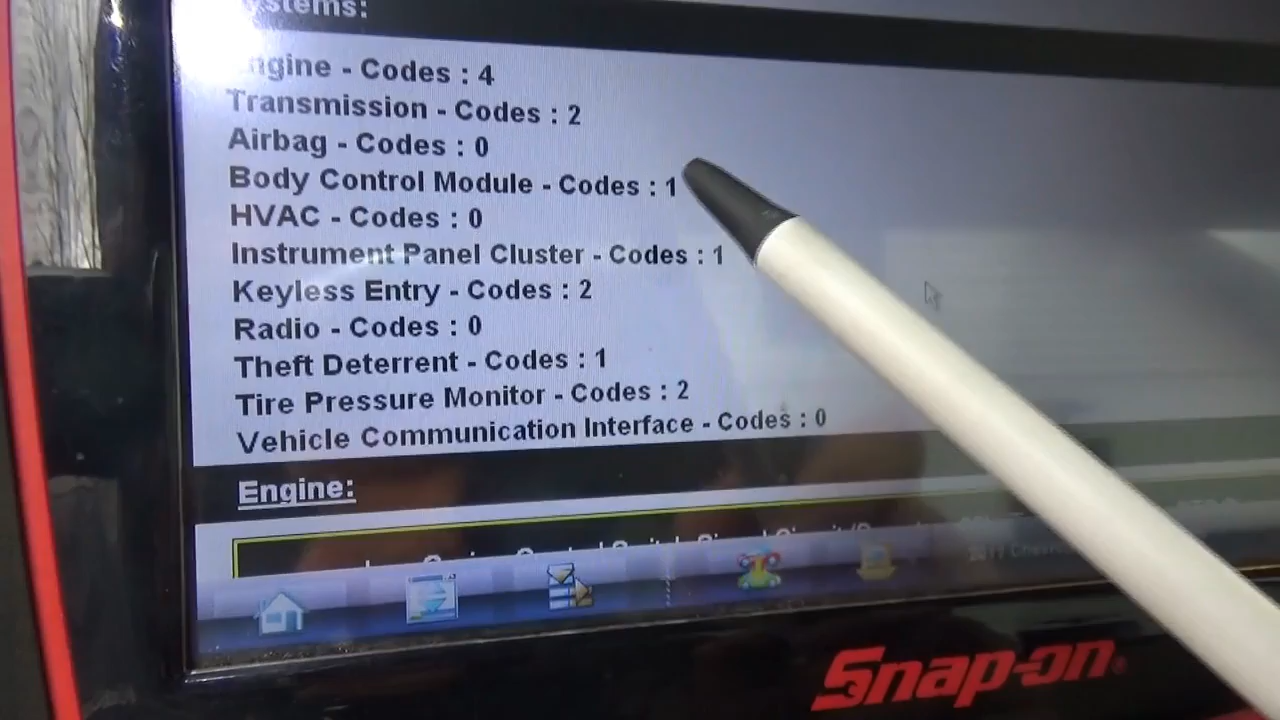 ystems:
ngine - Codes : 4
Transmission - Codes : 2
Airbag - Codes : 0
Body Control Module - Codes : 1
HVAC - Codes : 0
Instrument Panel Cluster - Codes : 1
Keyless Entry - Codes : 2
Radio - Codes : 0
Theft Deterrent - Codes : 1
Tire Pressure Monitor - Codes : 2
Vehicle Communication Interface - Codes : 0
Engine:
Snap-on